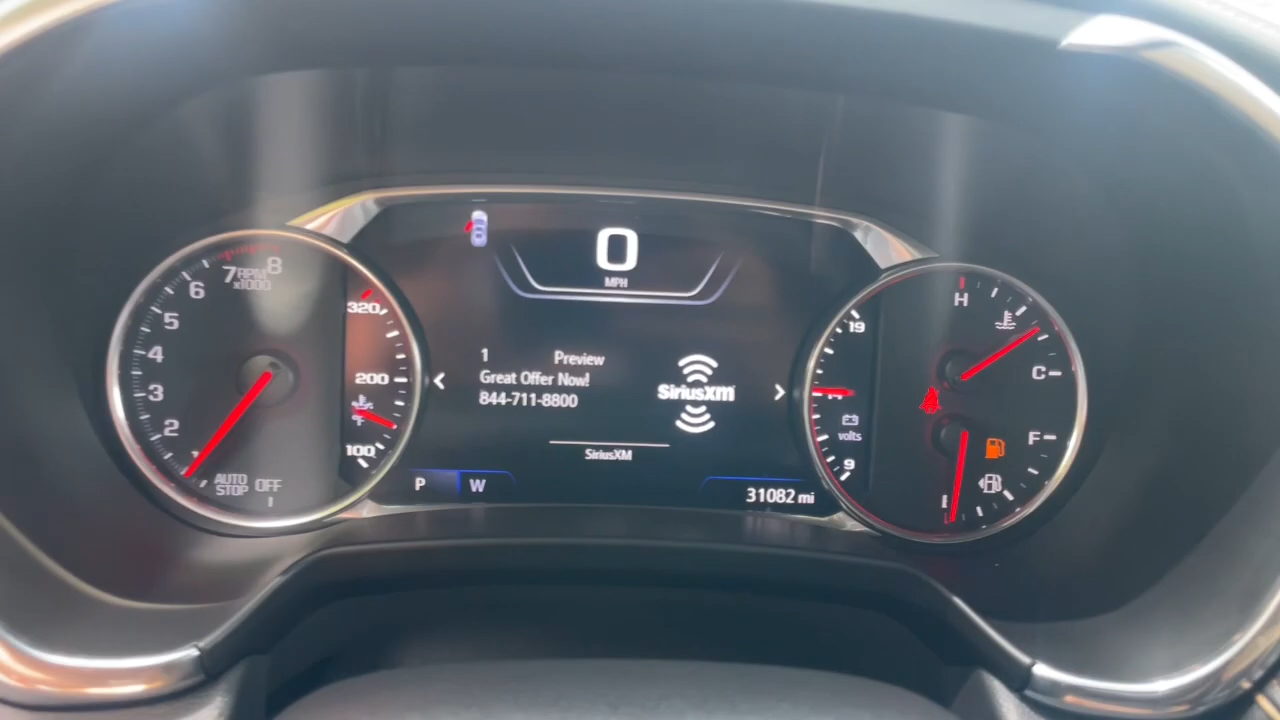 0
MPH
7 8
RPM
x1000
6
5
4
3
2
1
AUTO
STOP
OFF
320
200
°F
100
1 Preview
Great Offer Now!
844-711-8800
SiriusXM
SiriusXM
P W
31082 mi
19
volts
9
H
C
F